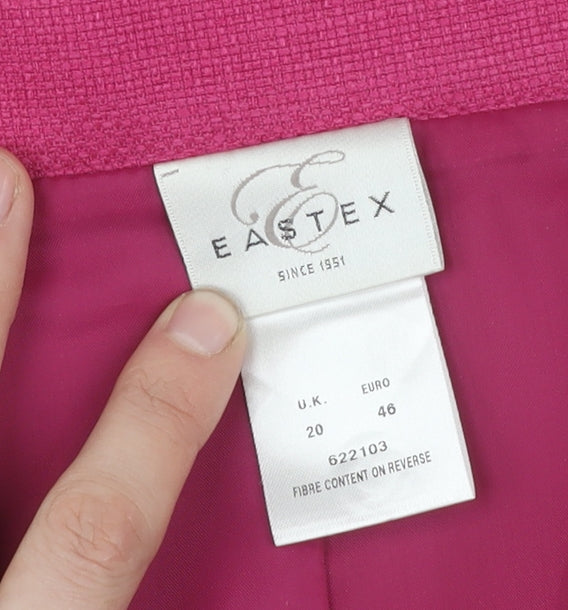 E
EASTEX
SINCE 1951
U.K. EURO
20 46
622103
FIBRE CONTENT ON REVERSE